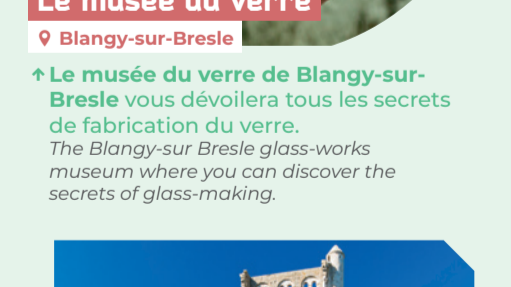 Le musée du verre
Blangy-sur-Bresle
Le musée du verre de Blangy-sur-
Bresle vous dévoilera tous les secrets
de fabrication du verre.
The Blangy-sur Bresle glass-works
museum where you can discover the
secrets of glass-making.